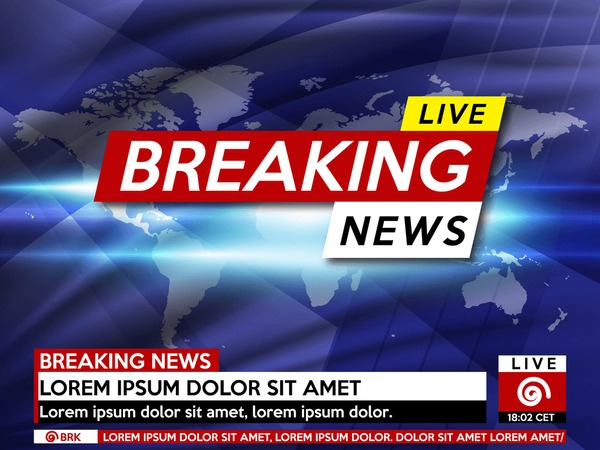 LIVE
BREAKING
NEWS
BREAKING NEWS
LOREM IPSUM DOLOR SIT AMET
Lorem ipsum dolor sit amet, lorem ipsum dolor.
LIVE
18:02 CET
BRK
LOREM IPSUM DOLOR SIT AMET, LOREM IPSUM DOLOR. DOLOR SIT AMET LOREM AMET/